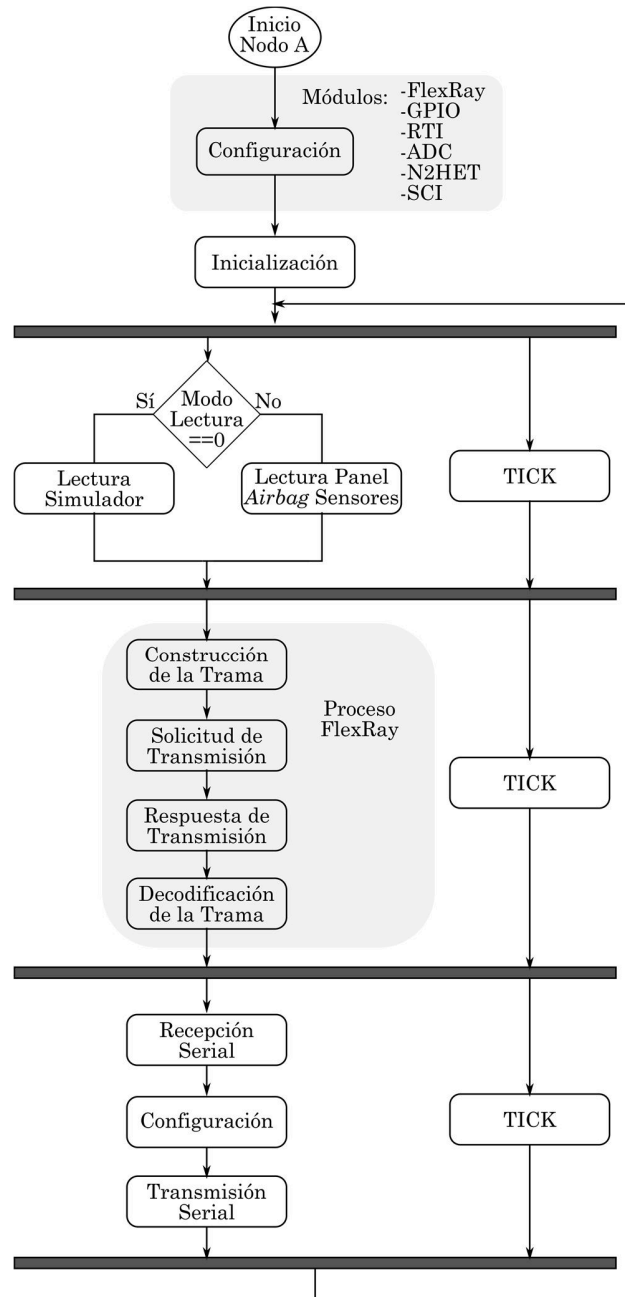 Inicio
Nodo A
Módulos:
-FlexRay
-GPIO
-RTI
-ADC
-N2HET
-SCI
Configuración
Inicialización
Sí
Modo
Lectura
==0
No
Lectura
Simulador
Lectura Panel
Airbag Sensores
TICK
Construcción
de la Trama
Proceso
FlexRay
Solicitud de
Transmisión
TICK
Respuesta de
Transmisión
Decodificación
de la Trama
Recepción
Serial
Configuración
TICK
Transmisión
Serial